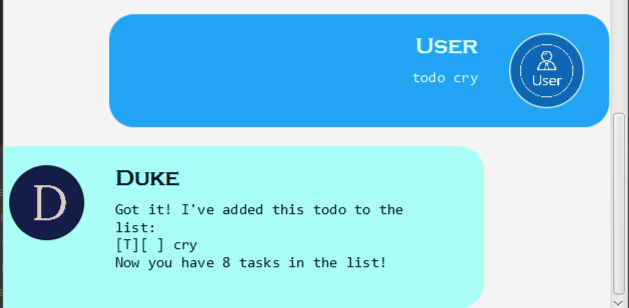 USER
todo cry
User
D
DUKE
Got it! I've added this todo to the
list:
[T][ ] cry
Now you have 8 tasks in the list!